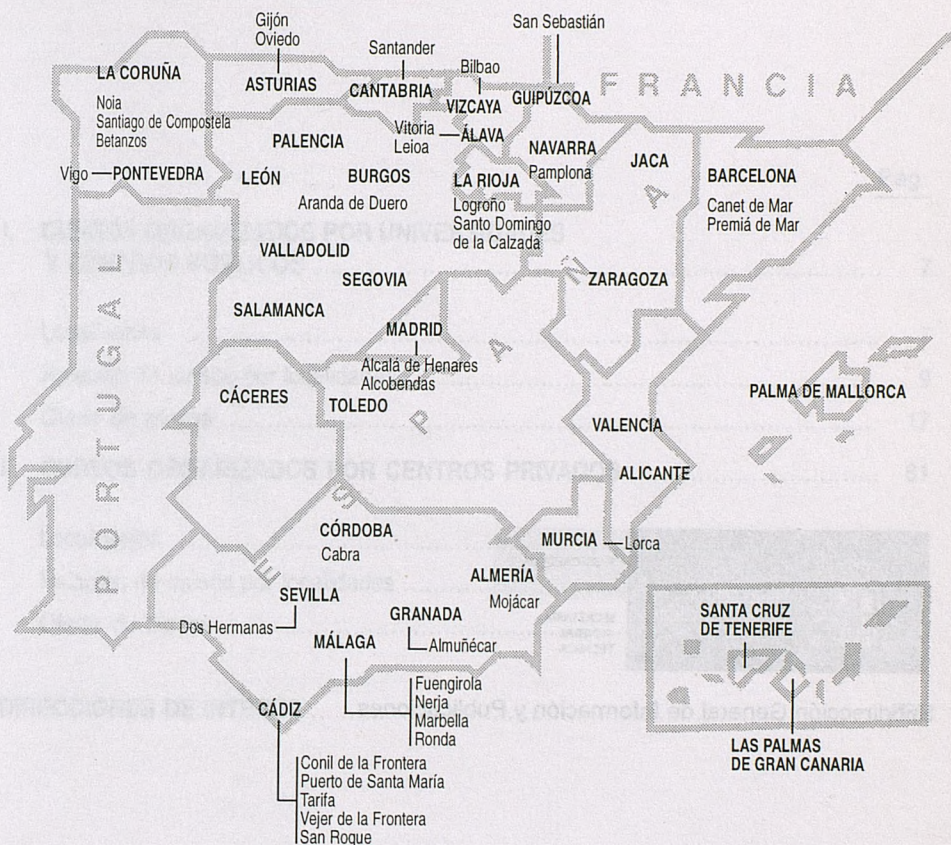 Gijón
Oviedo
Santander
San Sebastián
Bilbao
FRANCIA
LA CORUÑA
Noia
Santiago de Compostela
Betanzos
ASTURIAS
CANTABRIA
VIZCAYA
GUIPÚZCOA
PALENCIA
Vitoria
Leioa
ÁLAVA
NAVARRA
Pamplona
JACA
BARCELONA
Canet de Mar
Premiá de Mar
Vigo
PONTEVEDRA
LEÓN
BURGOS
Aranda de Duero
LA RIOJA
Logroño
Santo Domingo
de la Calzada
VALLADOLID
SEGOVIA
ZARAGOZA
SALAMANCA
MADRID
Alcalá de Henares
Alcobendas
PORTUGAL
ESPAÑA
CÁCERES
TOLEDO
PALMA DE MALLORCA
VALENCIA
ALICANTE
CÓRDOBA
Cabra
MURCIA
Lorca
ALMERÍA
Mojácar
SEVILLA
Dos Hermanas
GRANADA
Almuñécar
MÁLAGA
Fuengirola
Nerja
Marbella
Ronda
CÁDIZ
Conil de la Frontera
Puerto de Santa María
Tarifa
Vejer de la Frontera
San Roque
SANTA CRUZ
DE TENERIFE
LAS PALMAS
DE GRAN CANARIA